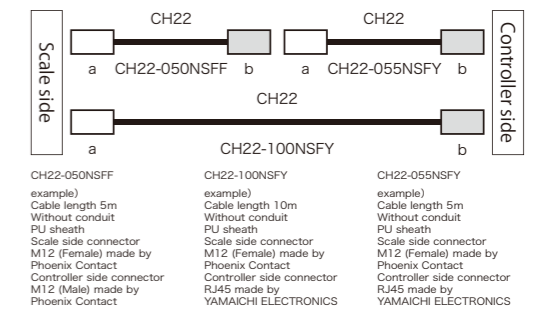 CH22
CH22
Scale side
Controller side
a
CH22-050NSFF
b
a
CH22-055NSFY
b
CH22
a
CH22-100NSFY
b
CH22-050NSFF
example)
Cable length 5m
Without conduit
PU sheath
Scale side connector
M12 (Female) made by
Phoenix Contact
Controller side connector
M12 (Male) made by
Phoenix Contact
CH22-100NSFY
example)
Cable length 10m
Without conduit
PU sheath
Scale side connector
M12 (Female) made by
Phoenix Contact
Controller side connector
RJ45 made by
YAMAICHI ELECTRONICS
CH22-055NSFY
example)
Cable length 5m
Without conduit
PU sheath
Scale side connector
M12 (Female) made by
Phoenix Contact
Controller side connector
RJ45 made by
YAMAICHI ELECTRONICS